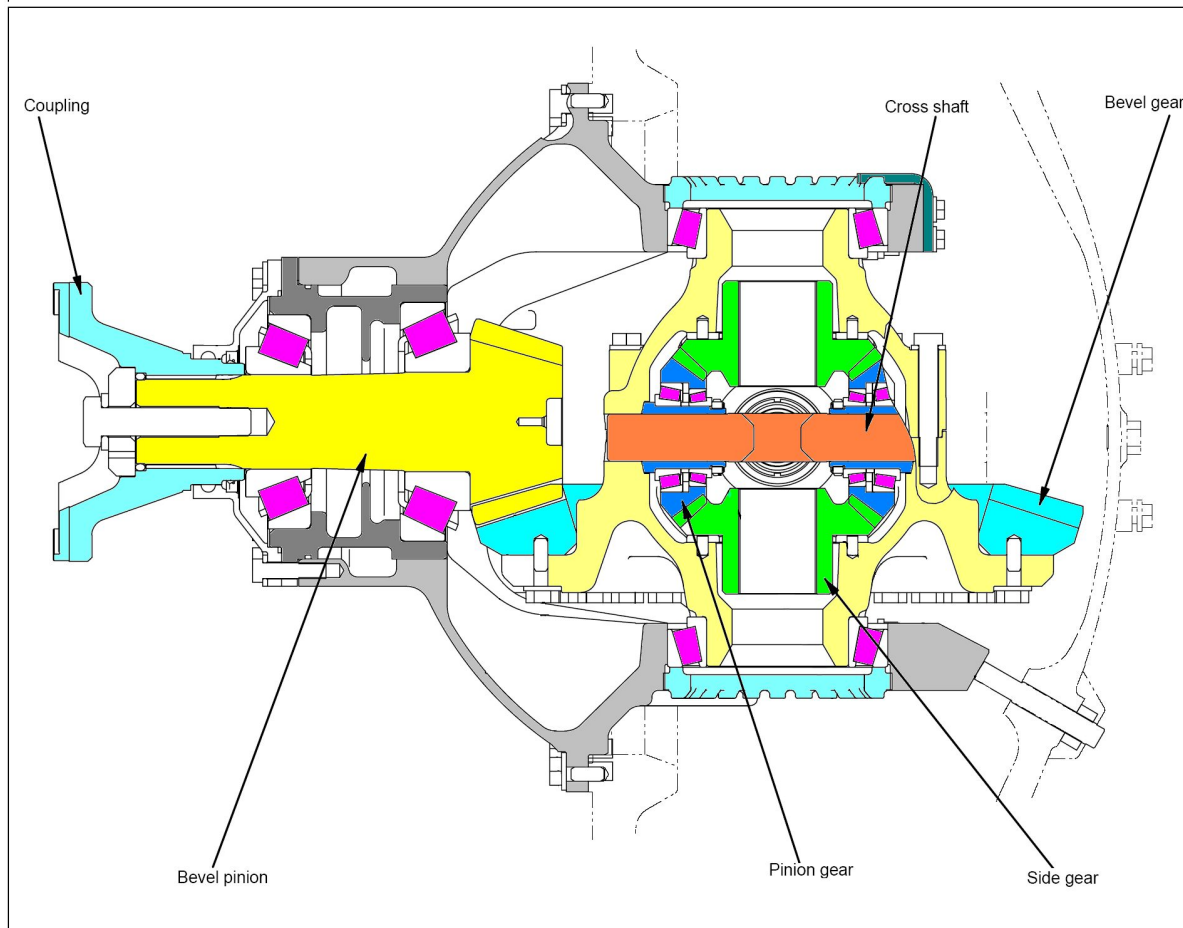 Coupling
Cross shaft
Bevel gear
Bevel pinion
Pinion gear
Side gear